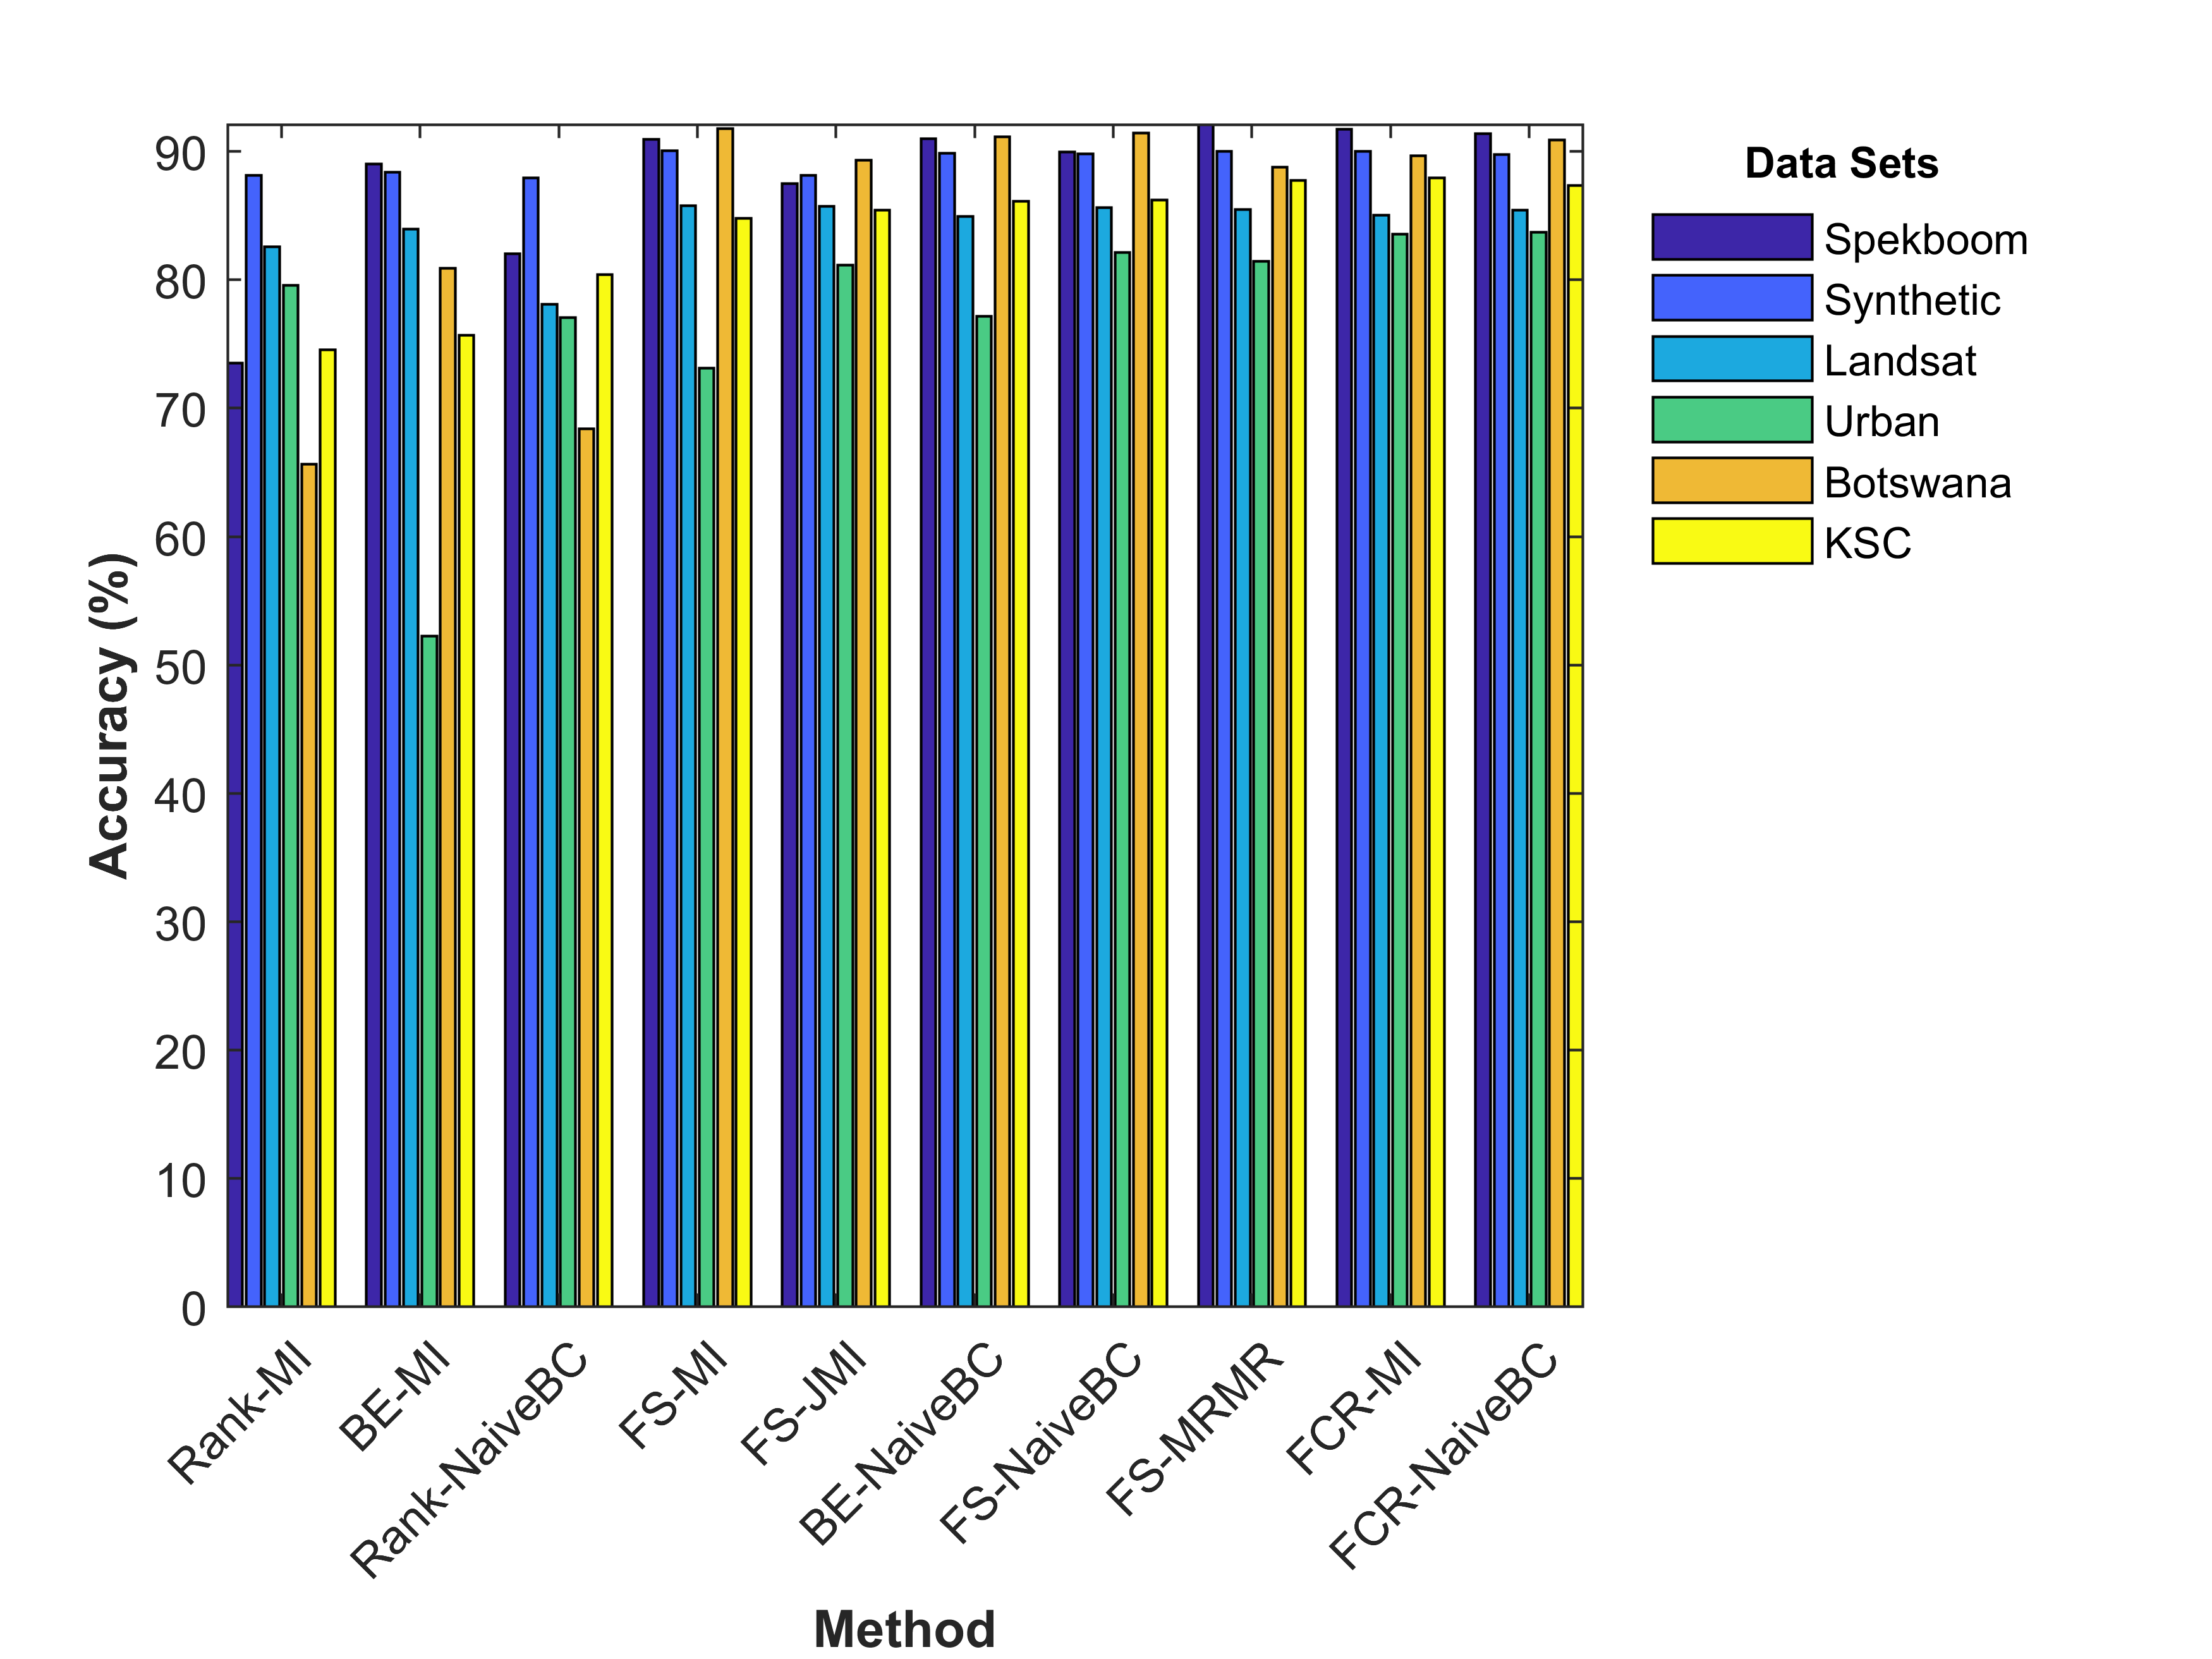 90
80
70
60
50
40
30
20
10
0
Accuracy (%)
Rank-MI
BE-MI
Rank-NaiveBC
FS-MI
FS-JMI
BE-NaiveBC
FS-NaiveBC
FS-MRMR
FCR-MI
FCR-NaiveBC
Method
Data Sets
Spekboom
Synthetic
Landsat
Urban
Botswana
KSC